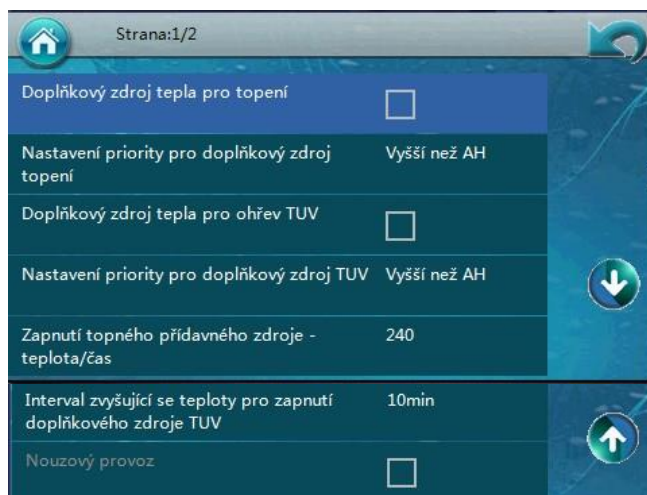 Strana:1/2
Doplňkový zdroj tepla pro topení
Nastavení priority pro doplňkový zdroj Vyšší než AH
topení
Doplňkový zdroj tepla pro ohřev TUV
Nastavení priority pro doplňkový zdroj TUV Vyšší než AH
Zapnutí topného přídavného zdroje - 240
teplota/čas
Interval zvyšující se teploty pro zapnutí 10min
doplňkového zdroje TUV
Nouzový provoz